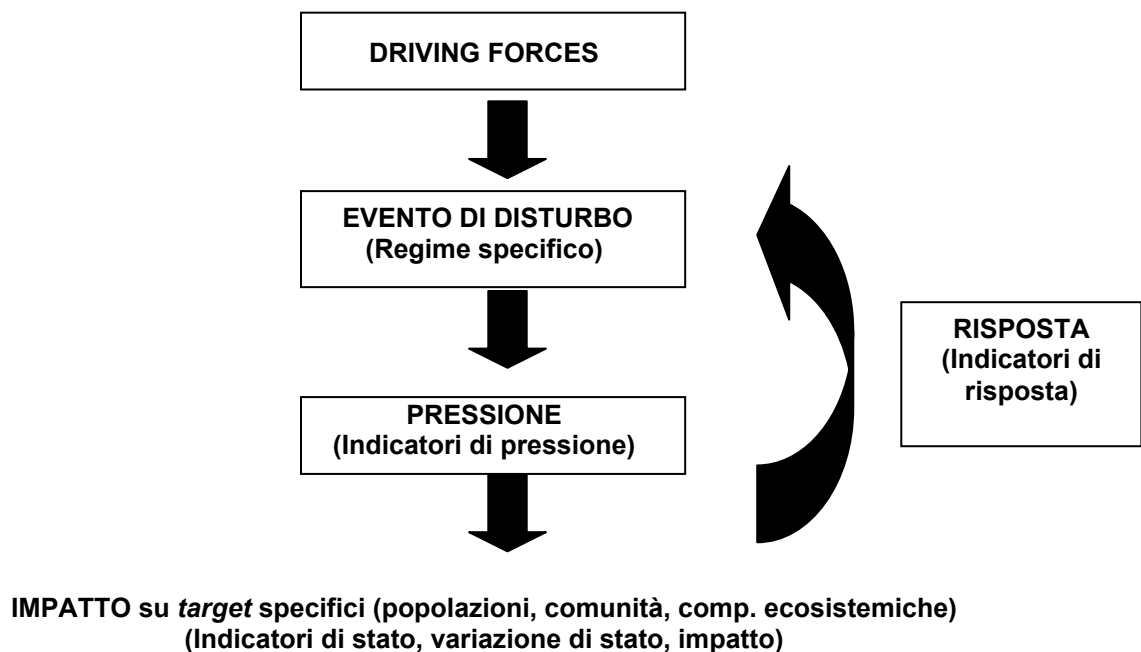 DRIVING FORCES
EVENTO DI DISTURBO
(Regime specifico)
PRESSIONE
(Indicatori di pressione)
RISPOSTA
(Indicatori di
risposta)
IMPATTO su target specifici (popolazioni, comunità, comp. ecosistemiche)
(Indicatori di stato, variazione di stato, impatto)